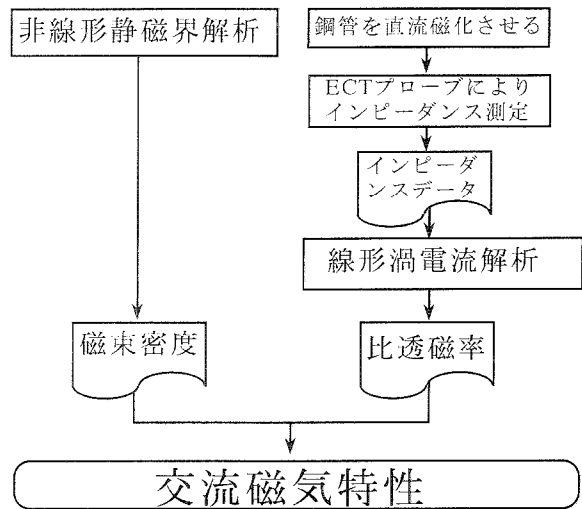 非線形静磁界解析
鋼管を直流磁化させる
ECTプローブにより
インピーダンス測定
インピーダ
ンスデータ
線形渦電流解析
磁束密度
比透磁率
交流磁気特性